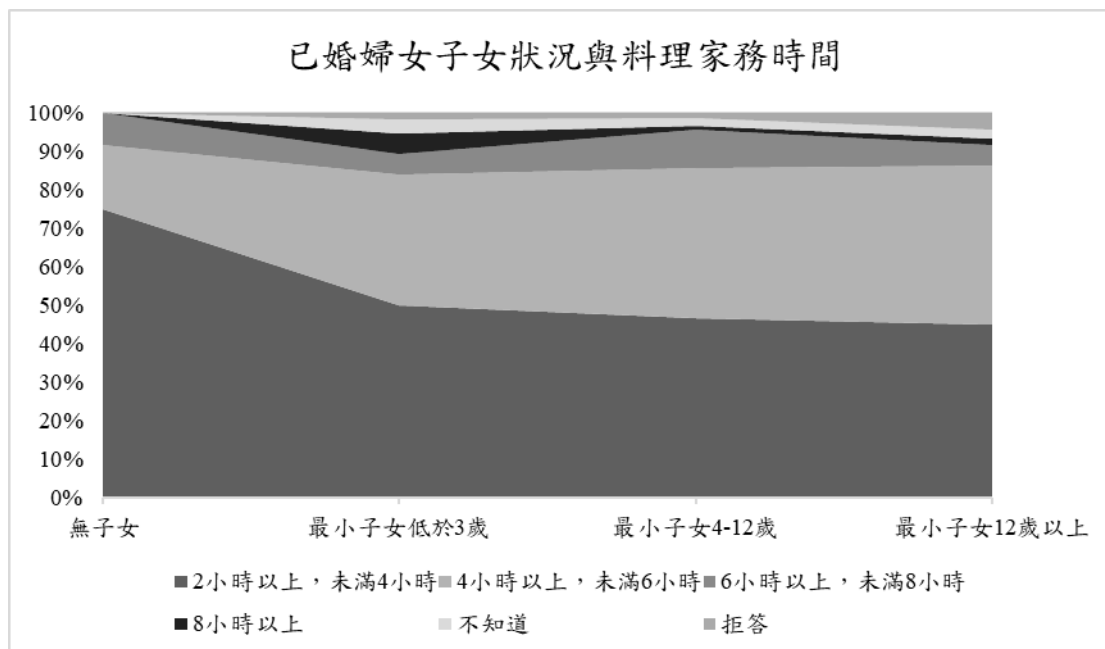 已婚婦女子女狀況與料理家務時間
100%
90%
80%
70%
60%
50%
40%
30%
20%
10%
0%
無子女 最小子女低於3歲 最小子女4-12歲 最小子女12歲以上
2小時以上，未滿4小時 4小時以上，未滿6小時 6小時以上，未滿8小時
8小時以上 不知道 拒答